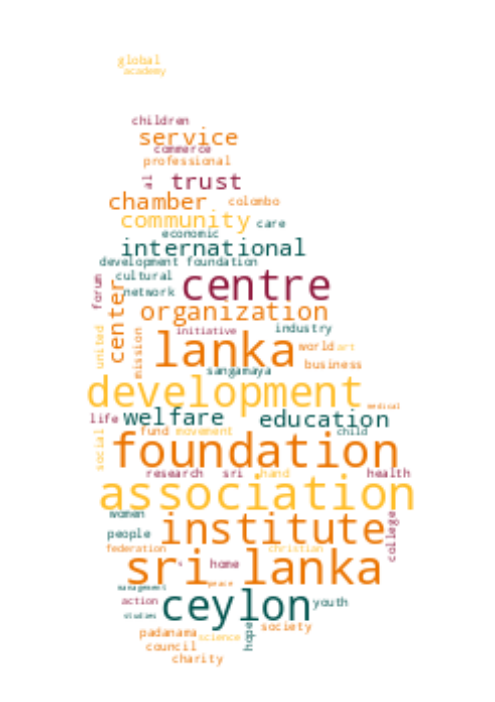 global
academy
children
service
commerce
professional
al
trust
chamber
colombo
community
care
economic
international
development foundation
cultural
forum
network
centre
center
organization
industry
initiative
united
mission
lanka
world
art
business
sangamaya
development
medical
life
welfare
education
child
fund
movement
social
foundation
research
sri
hand
health
association
women
institute
people
college
federation
christian
sri lanka
home
peace
management
action
ceylon
youth
studies
padanama
science
hope
society
council
charity